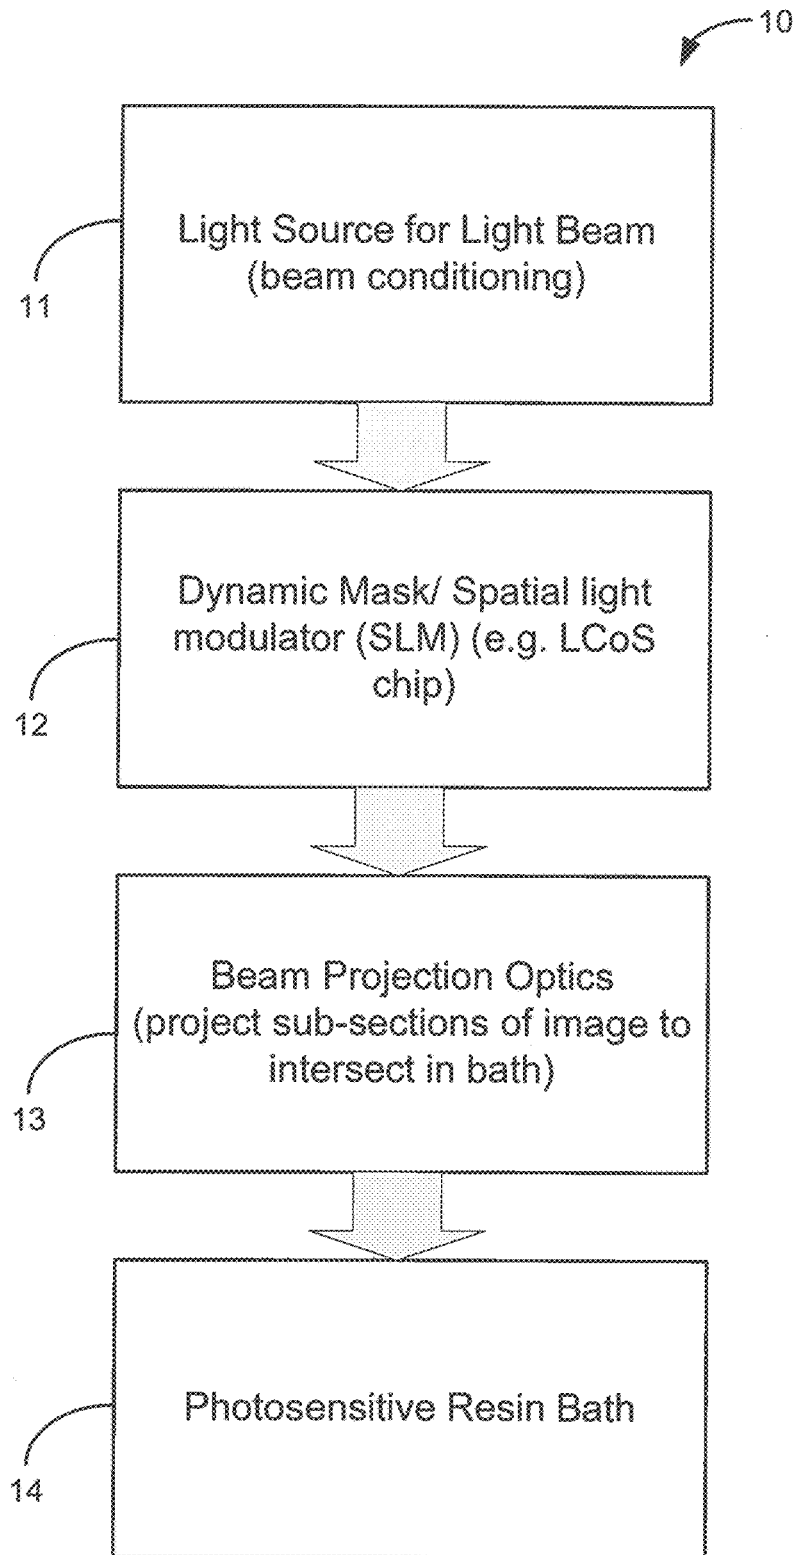 10
Light Source for Light Beam
(beam conditioning)
11
Dynamic Mask/ Spatial light
modulator (SLM) (e.g. LCoS
chip)
12
Beam Projection Optics
(project sub-sections of image to
intersect in bath)
13
Photosensitive Resin Bath
14